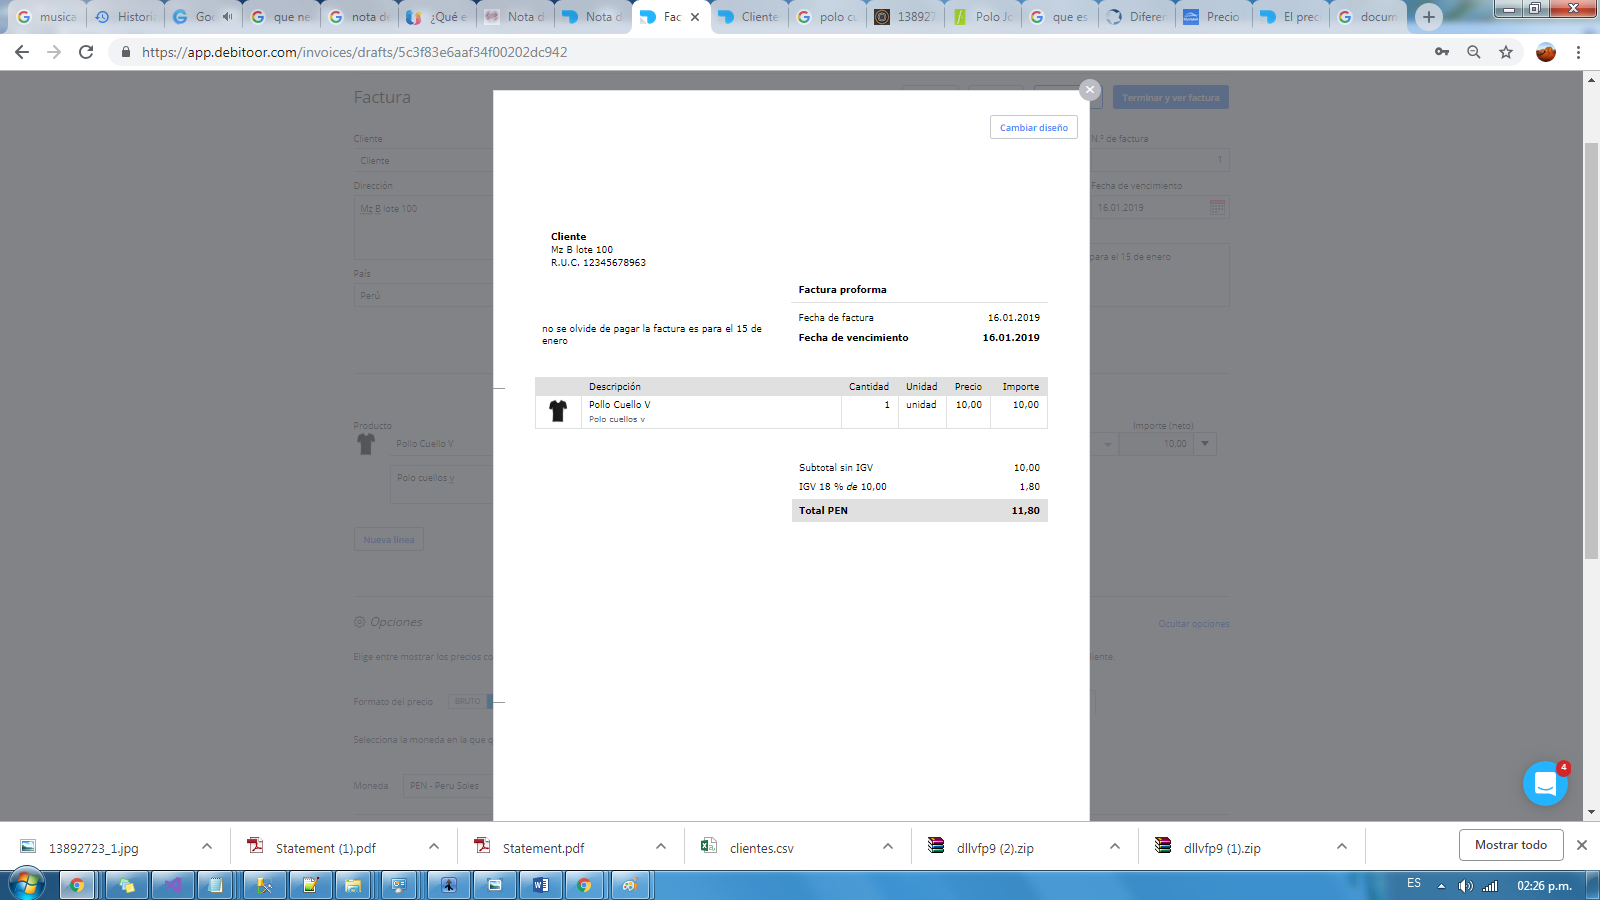 musica
Histori
Goo
que ne
nota de
¿Qué e
Nota d
Nota d
Fac
Cliente
polo cu
13892
Polo Jo
que es
Diferen
Precio
El prec
docum
https://app.debitoor.com/invoices/drafts/5c3f83e6aaf34f00202dc942
Factura
Terminar y ver factura
Cambiar diseño
Cliente
N.º de factura
Cliente
1
Dirección
Fecha de vencimiento
Mz B lote 100
16.01.2019
Cliente
Mz B lote 100
R.U.C. 12345678963
para el 15 de enero
País
Perú
Factura proforma
Fecha de factura 16.01.2019
no se olvide de pagar la factura es para el 15 de
enero
Fecha de vencimiento 16.01.2019
Descripción Cantidad Unidad Precio Importe
Pollo Cuello V 1 unidad 10,00 10,00
Polo cuellos v
Producto
Importe (neto)
Pollo Cuello V
10,00
Polo cuellos y
Subtotal sin IGV 10,00
IGV 18 % de 10,00 1,80
Total PEN 11,80
Nueva línea
Opciones
Ocultar opciones
Elige entre mostrar los precios co
liente.
Formato del precio BRUTO
Selecciona la moneda en la que q
Moneda PEN - Peru Soles
4
13892723_1.jpg
Statement (1).pdf
Statement.pdf
clientes.csv
dllvfp9 (2).zip
dllvfp9 (1).zip
Mostrar todo
ES
02:26 p.m.